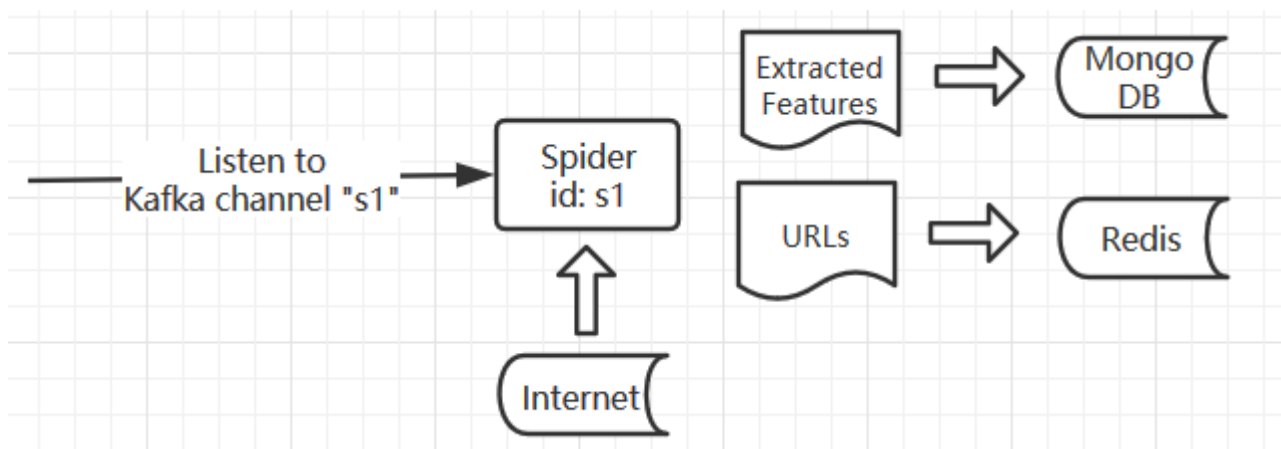 Listen to
Kafka channel "s1"
Spider
id: s1
Internet
Extracted
Features
Mongo
DB
URLs
Redis